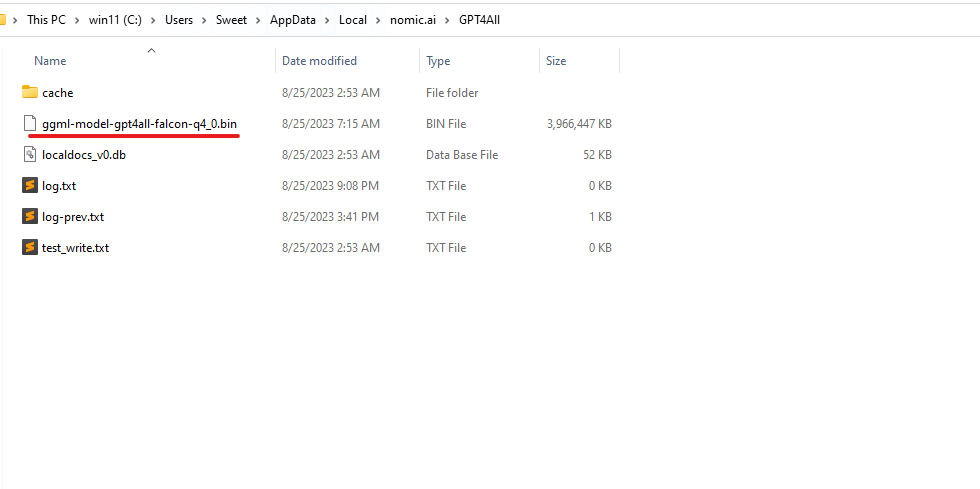 This PC > win11 (C:) > Users > Sweet > AppData > Local > nomic.ai > GPT4All
Name Date modified Type Size
cache 8/25/2023 2:53 AM File folder
ggml-model-gpt4all-falcon-q4_0.bin 8/25/2023 7:15 AM BIN File 3,966,447 KB
localdocs_v0.db 8/25/2023 2:53 AM Data Base File 52 KB
log.txt 8/25/2023 9:08 PM TXT File 0 KB
log-prev.txt 8/25/2023 3:41 PM TXT File 1 KB
test_write.txt 8/25/2023 2:53 AM TXT File 0 KB